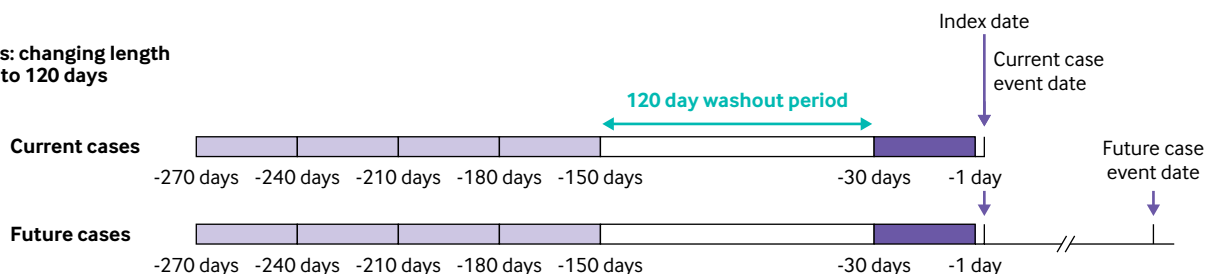 Index date
s: changing length
to 120 days
Current case
event date
120 day washout period
Current cases
Future case
event date
-270 days -240 days -210 days -180 days -150 days -30 days -1 day
Future cases
-270 days -240 days -210 days -180 days -150 days -30 days -1 day